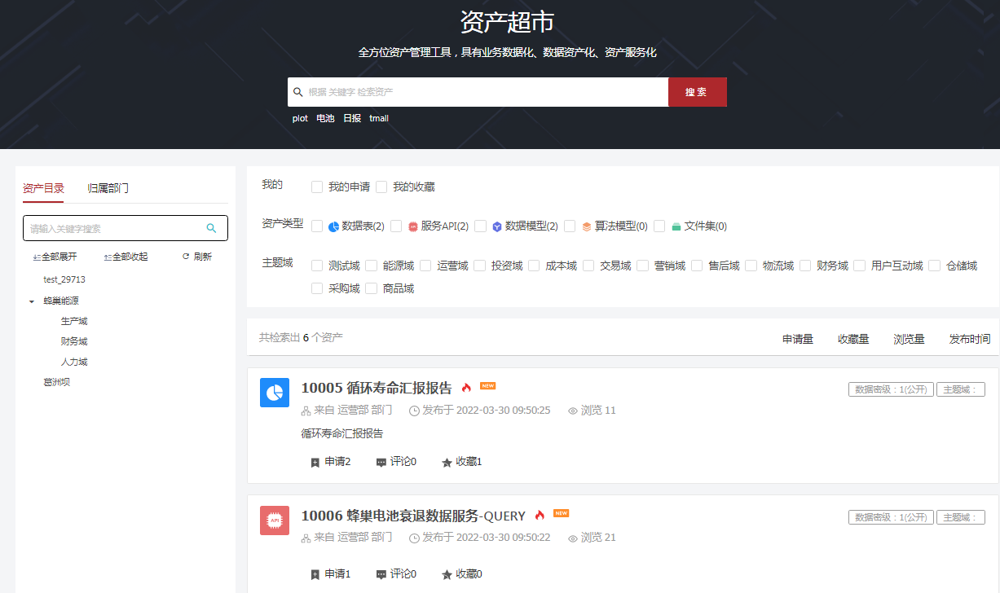 资产超市
全方位资产管理工具，具有业务数据化、数据资产化、资产服务化
根据 关键字 检索资产
搜 索
plot 电池 日报 tmall
资产目录 归属部门
请输入关键字搜索
全部展开 全部收起 刷新
test_29713
蜂巢能源
生产域
财务域
人力域
葛洲坝
我的 我的申请 我的收藏
资产类型 数据表(2) 服务API(2) 数据模型(2) 算法模型(0) 文件集(0)
主题域 测试域 能源域 运营域 投资域 成本域 交易域 营销域 售后域 物流域 财务域 用户互动域 仓储域
采购域 商品域
共检索出 6 个资产 申请量 收藏量 浏览量 发布时间
10005 循环寿命汇报报告 NEW 数据密级：1(公开) 主题域：
来自 运营部 部门 发布于 2022-03-30 09:50:25 浏览 11
循环寿命汇报报告
申请2 评论0 收藏1
API 10006 蜂巢电池衰退数据服务-QUERY NEW 数据密级：1(公开) 主题域：
来自 运营部 部门 发布于 2022-03-30 09:50:22 浏览 21
申请1 评论0 收藏0